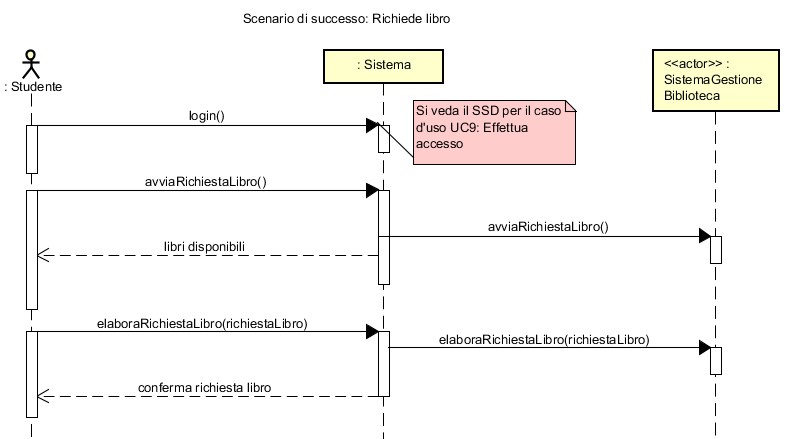 Scenario di successo: Richiede libro
: Studente
: Sistema
<<actor>> :
SistemaGestione
Biblioteca
login()
Si veda il SSD per il caso
d'uso UC9: Effettua
accesso
avviaRichiestaLibro()
avviaRichiestaLibro()
libri disponibili
elaboraRichiestaLibro(richiestaLibro)
elaboraRichiestaLibro(richiestaLibro)
conferma richiesta libro